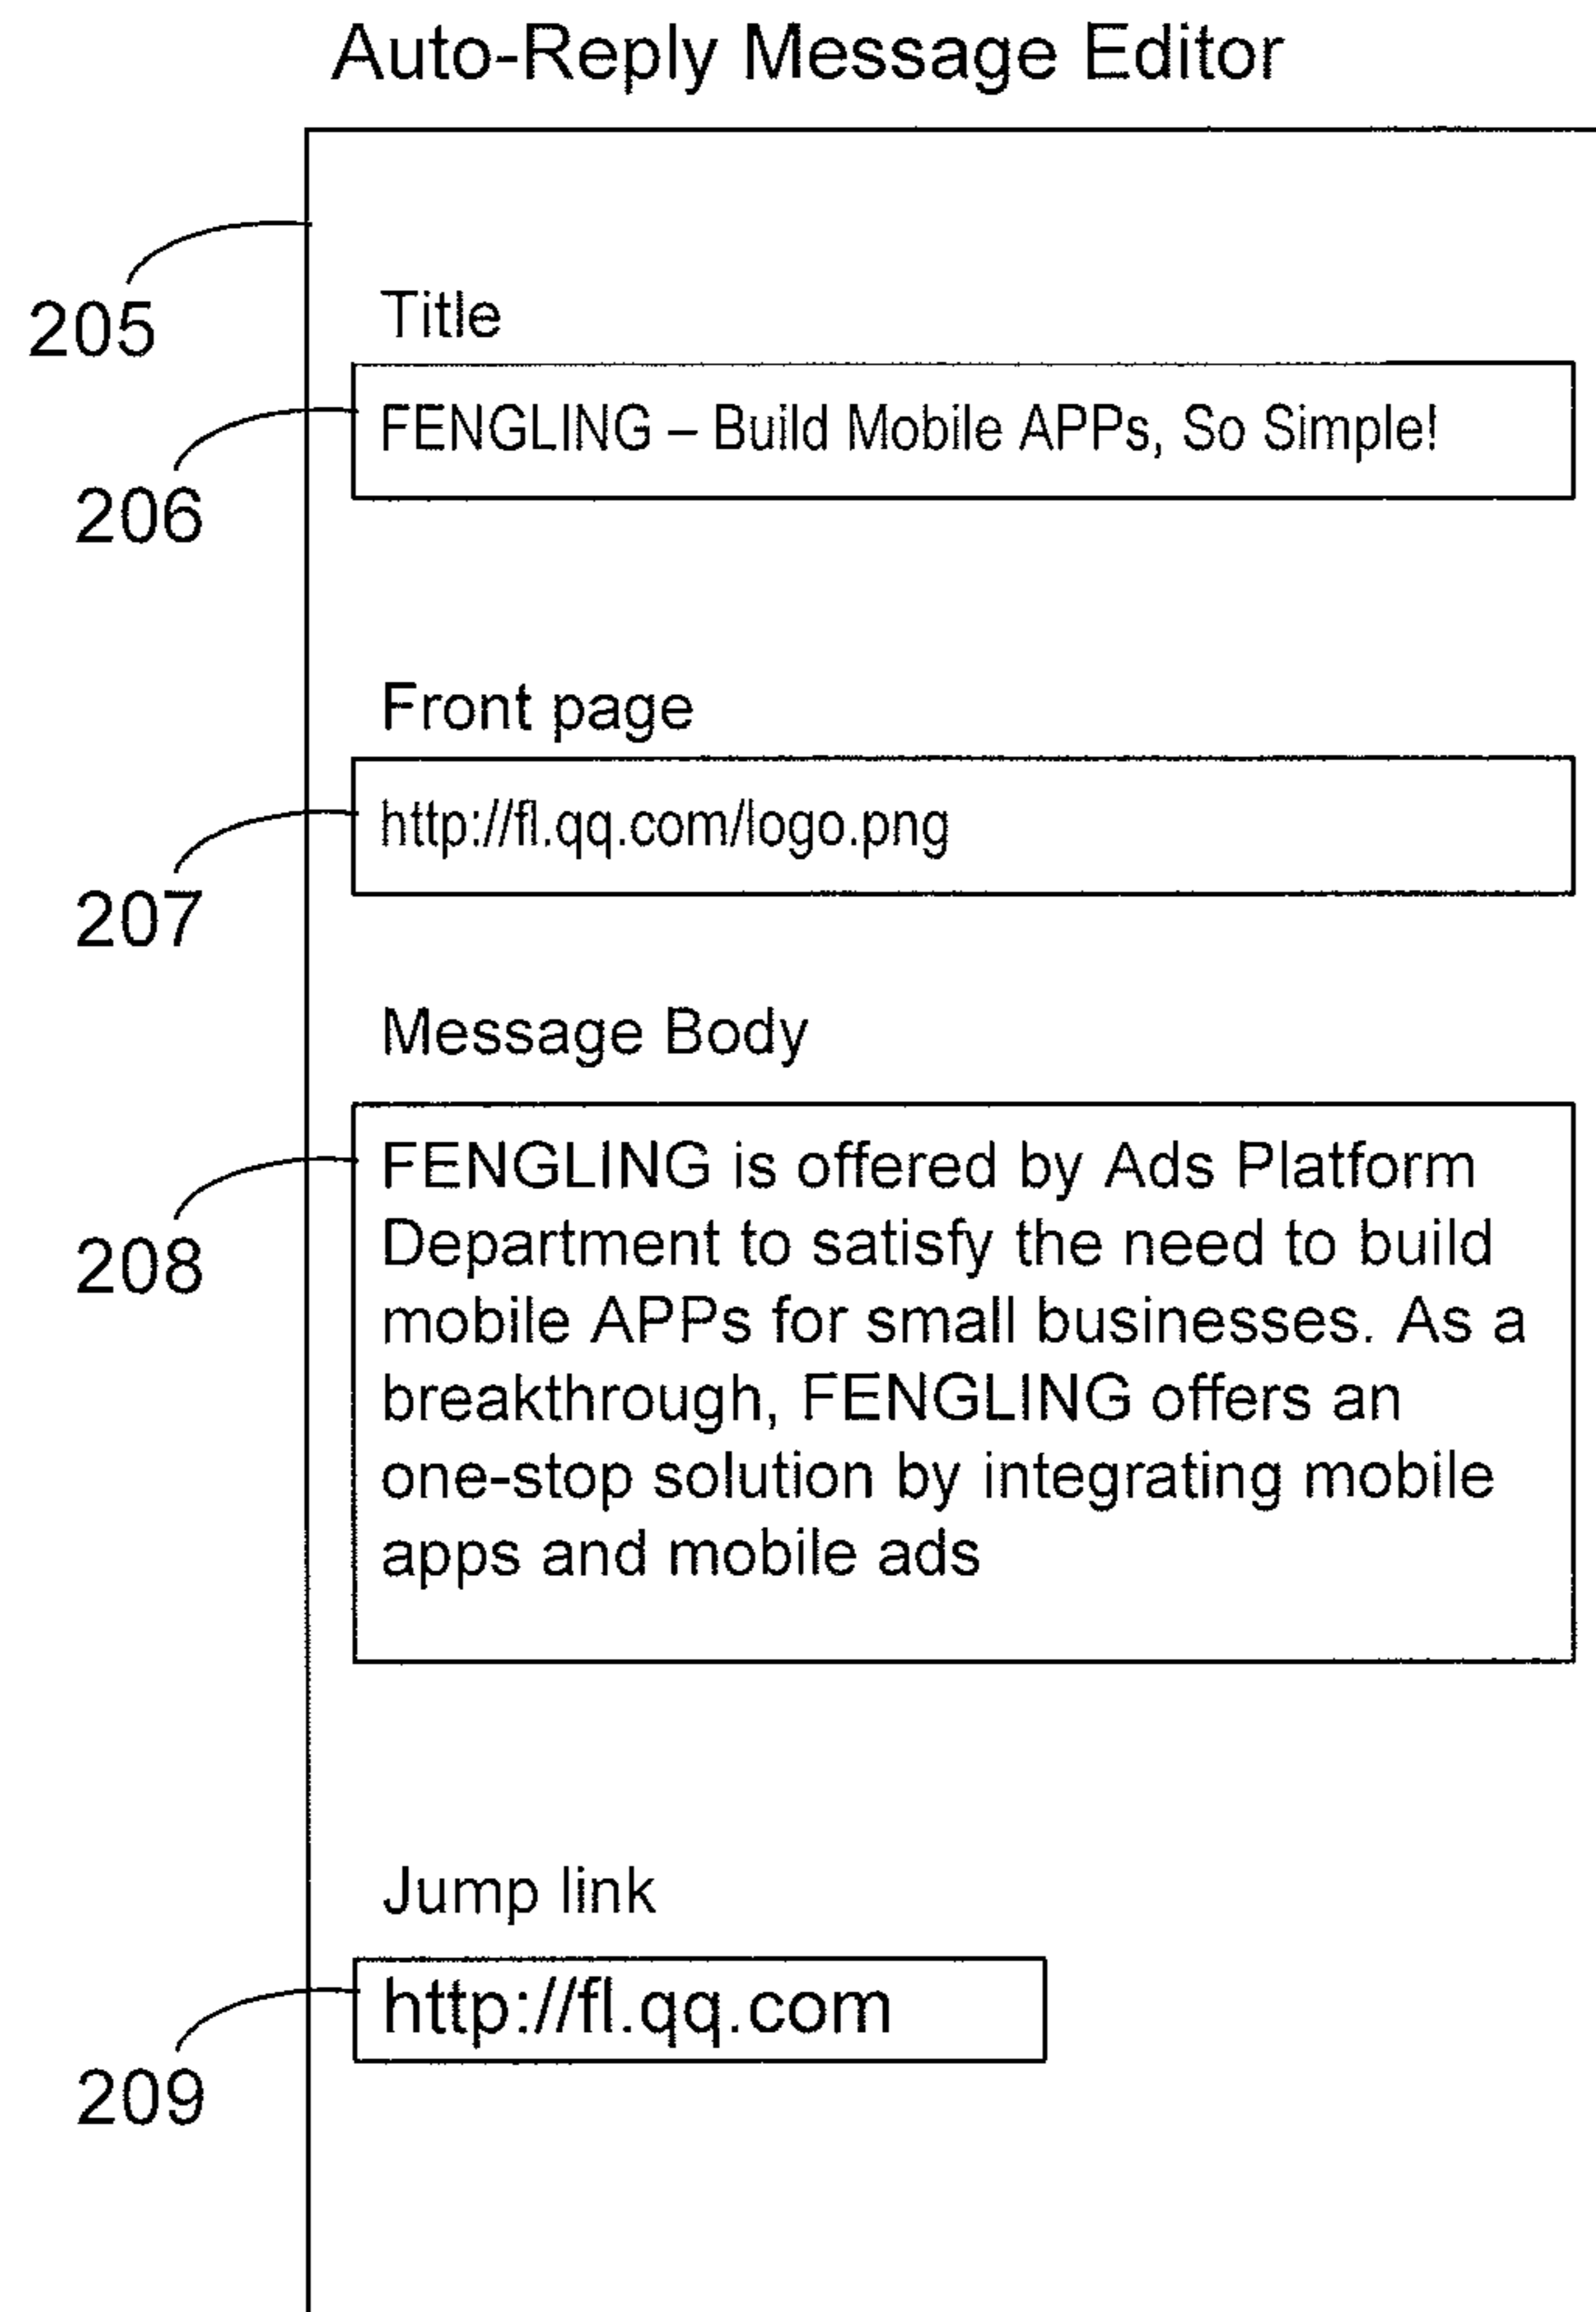 Auto-Reply Message Editor
205
Title
206
FENGLING – Build Mobile APPs, So Simple!
Front page
207
http://fl.qq.com/logo.png
Message Body
208
FENGLING is offered by Ads Platform
Department to satisfy the need to build
mobile APPs for small businesses. As a
breakthrough, FENGLING offers an
one-stop solution by integrating mobile
apps and mobile ads
Jump link
209
http://fl.qq.com